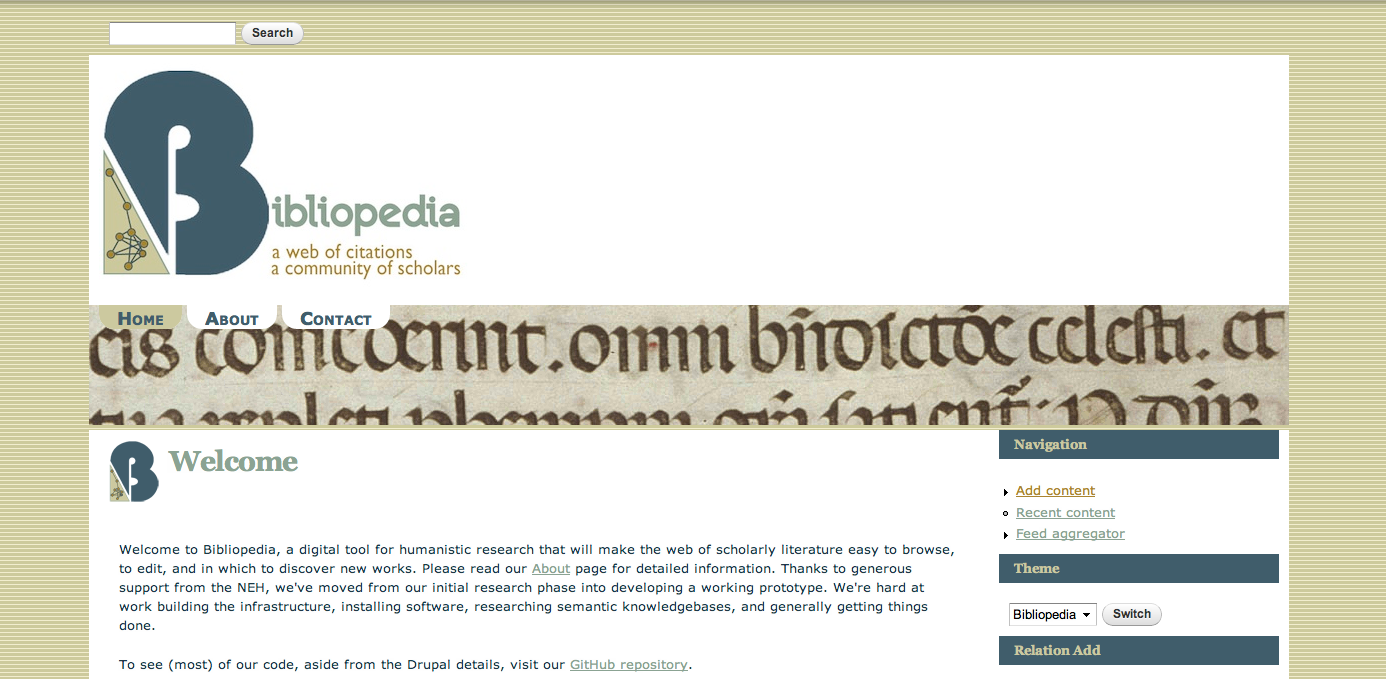 Search
Bibliopedia
a web of citations
a community of scholars
Home About Contact
Welcome
Welcome to Bibliopedia, a digital tool for humanistic research that will make the web of scholarly literature easy to browse,
to edit, and in which to discover new works. Please read our About page for detailed information. Thanks to generous
support from the NEH, we've moved from our initial research phase into developing a working prototype. We're hard at
work building the infrastructure, installing software, researching semantic knowledgebases, and generally getting things
done.
To see (most) of our code, aside from the Drupal details, visit our GitHub repository.
Navigation
Add content
Recent content
Feed aggregator
Theme
Bibliopedia Switch
Relation Add